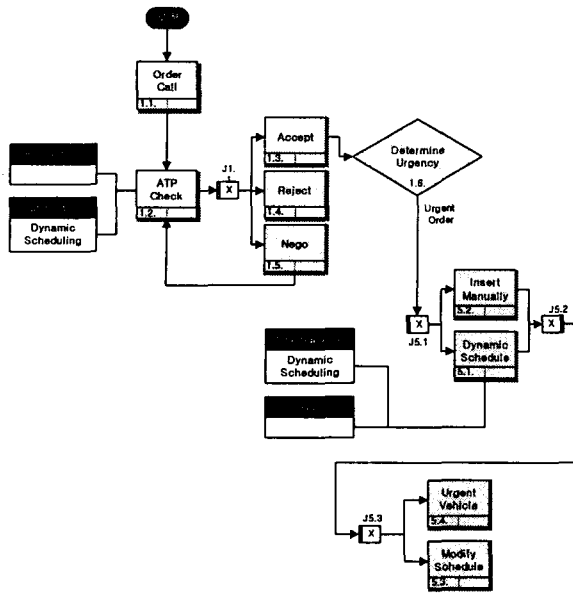 Order
Call
1.1.
ATP
Check
1.2.
Dynamic
Scheduling
J1.
X
Accept
1.3.
Reject
1.4.
Nego
1.5.
Determine
Urgency
1.6.
Urgent
Order
X
J5.1
Insert
Manually
5.2.
Dynamic
Schedule
5.1.
J5.2
X
Dynamic
Scheduling
J5.3
X
Urgent
Vehicle
5.4.
Modify
Schedule
5.3.